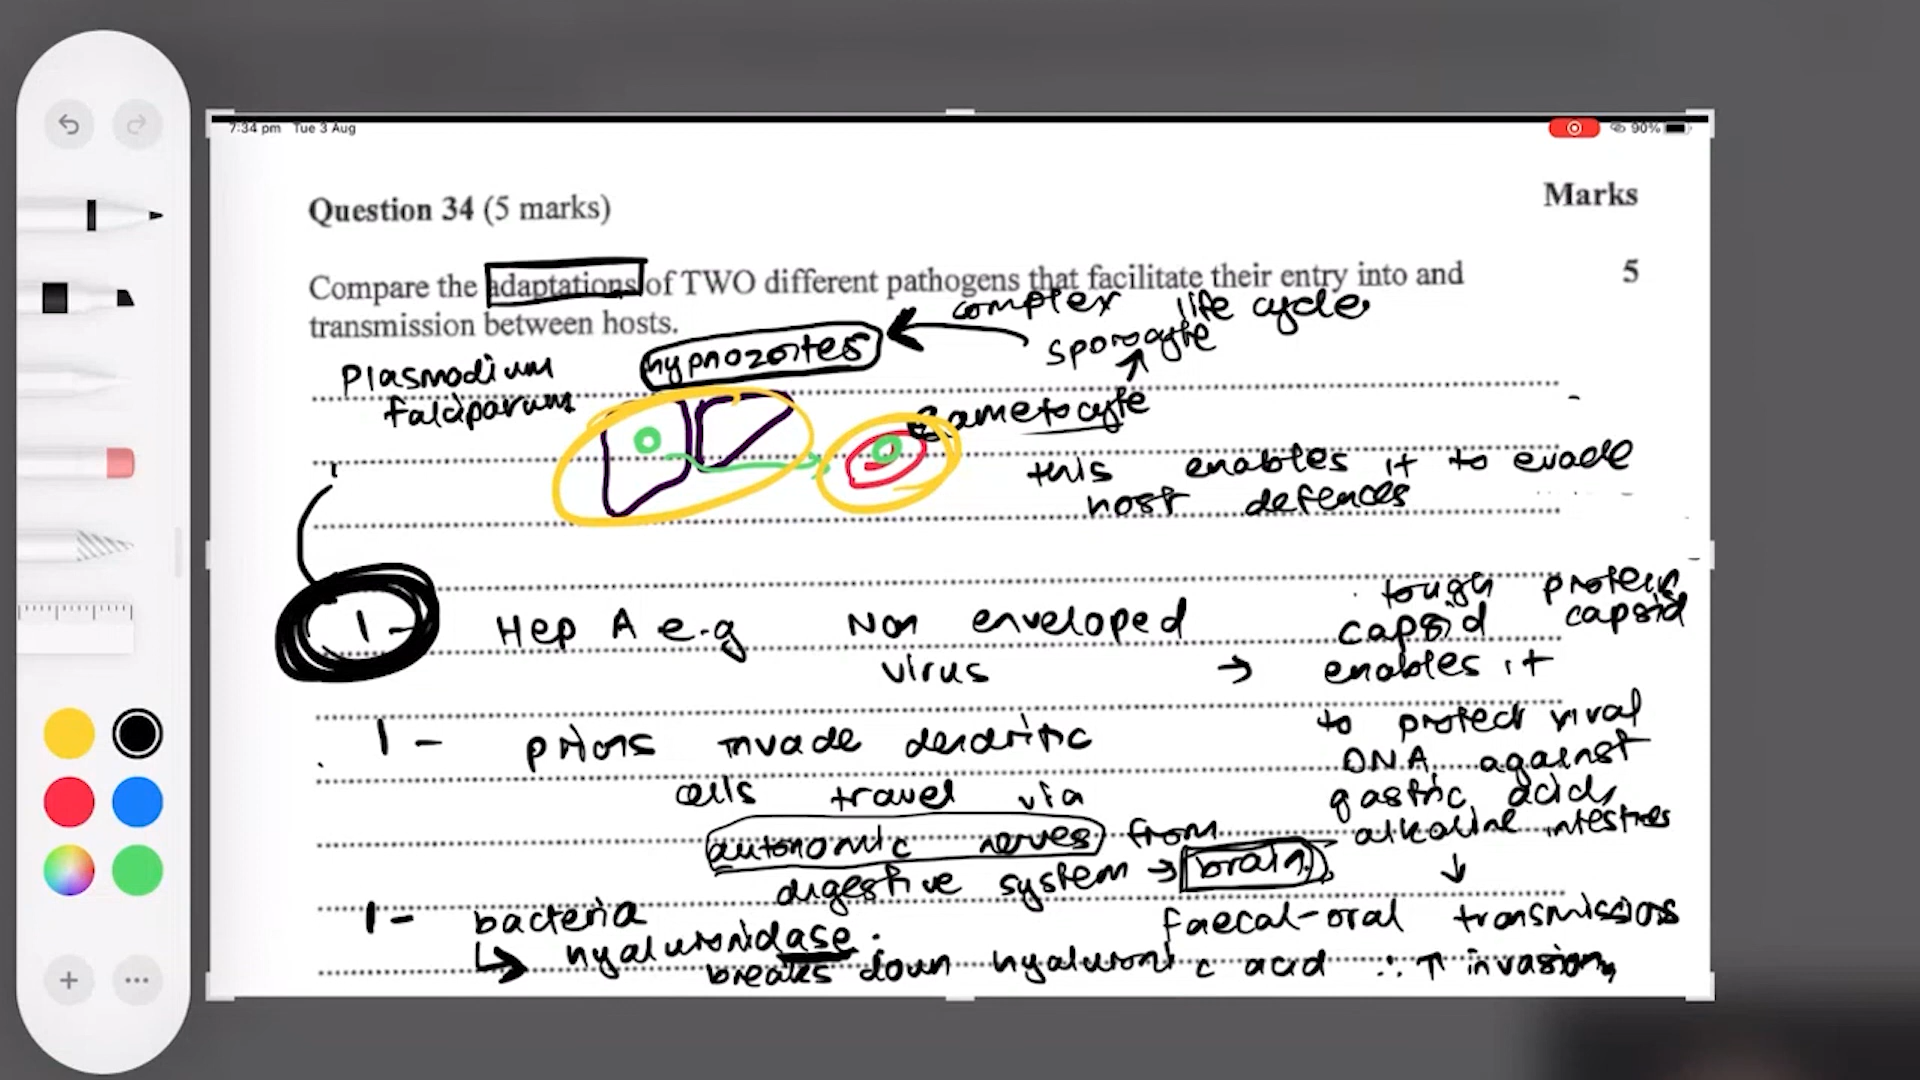 7:34 pm Tue 3 Aug
90%
Question 34 (5 marks)
Marks
Compare the adaptations of TWO different pathogens that facilitate their entry into and
5
transmission between hosts.
complex life cycle
hypnozoites
sporocyte
Plasmodium
falciparum
Gametocyte
this enables it to evade
host defences
1 - Hep A e.g Non enveloped
virus
→
tough protein
capsid capsid
enables it
to protect viral
DNA against
gastric acid,
alkaline intestines
↓
faecal-oral transmissions
1 - prions invade dendritic
cells travel via
autonomic nerves from
digestive system → brain
1 - bacteria
hyaluronidase.
breaks down hyaluronic acid ∴ ↑ invasion